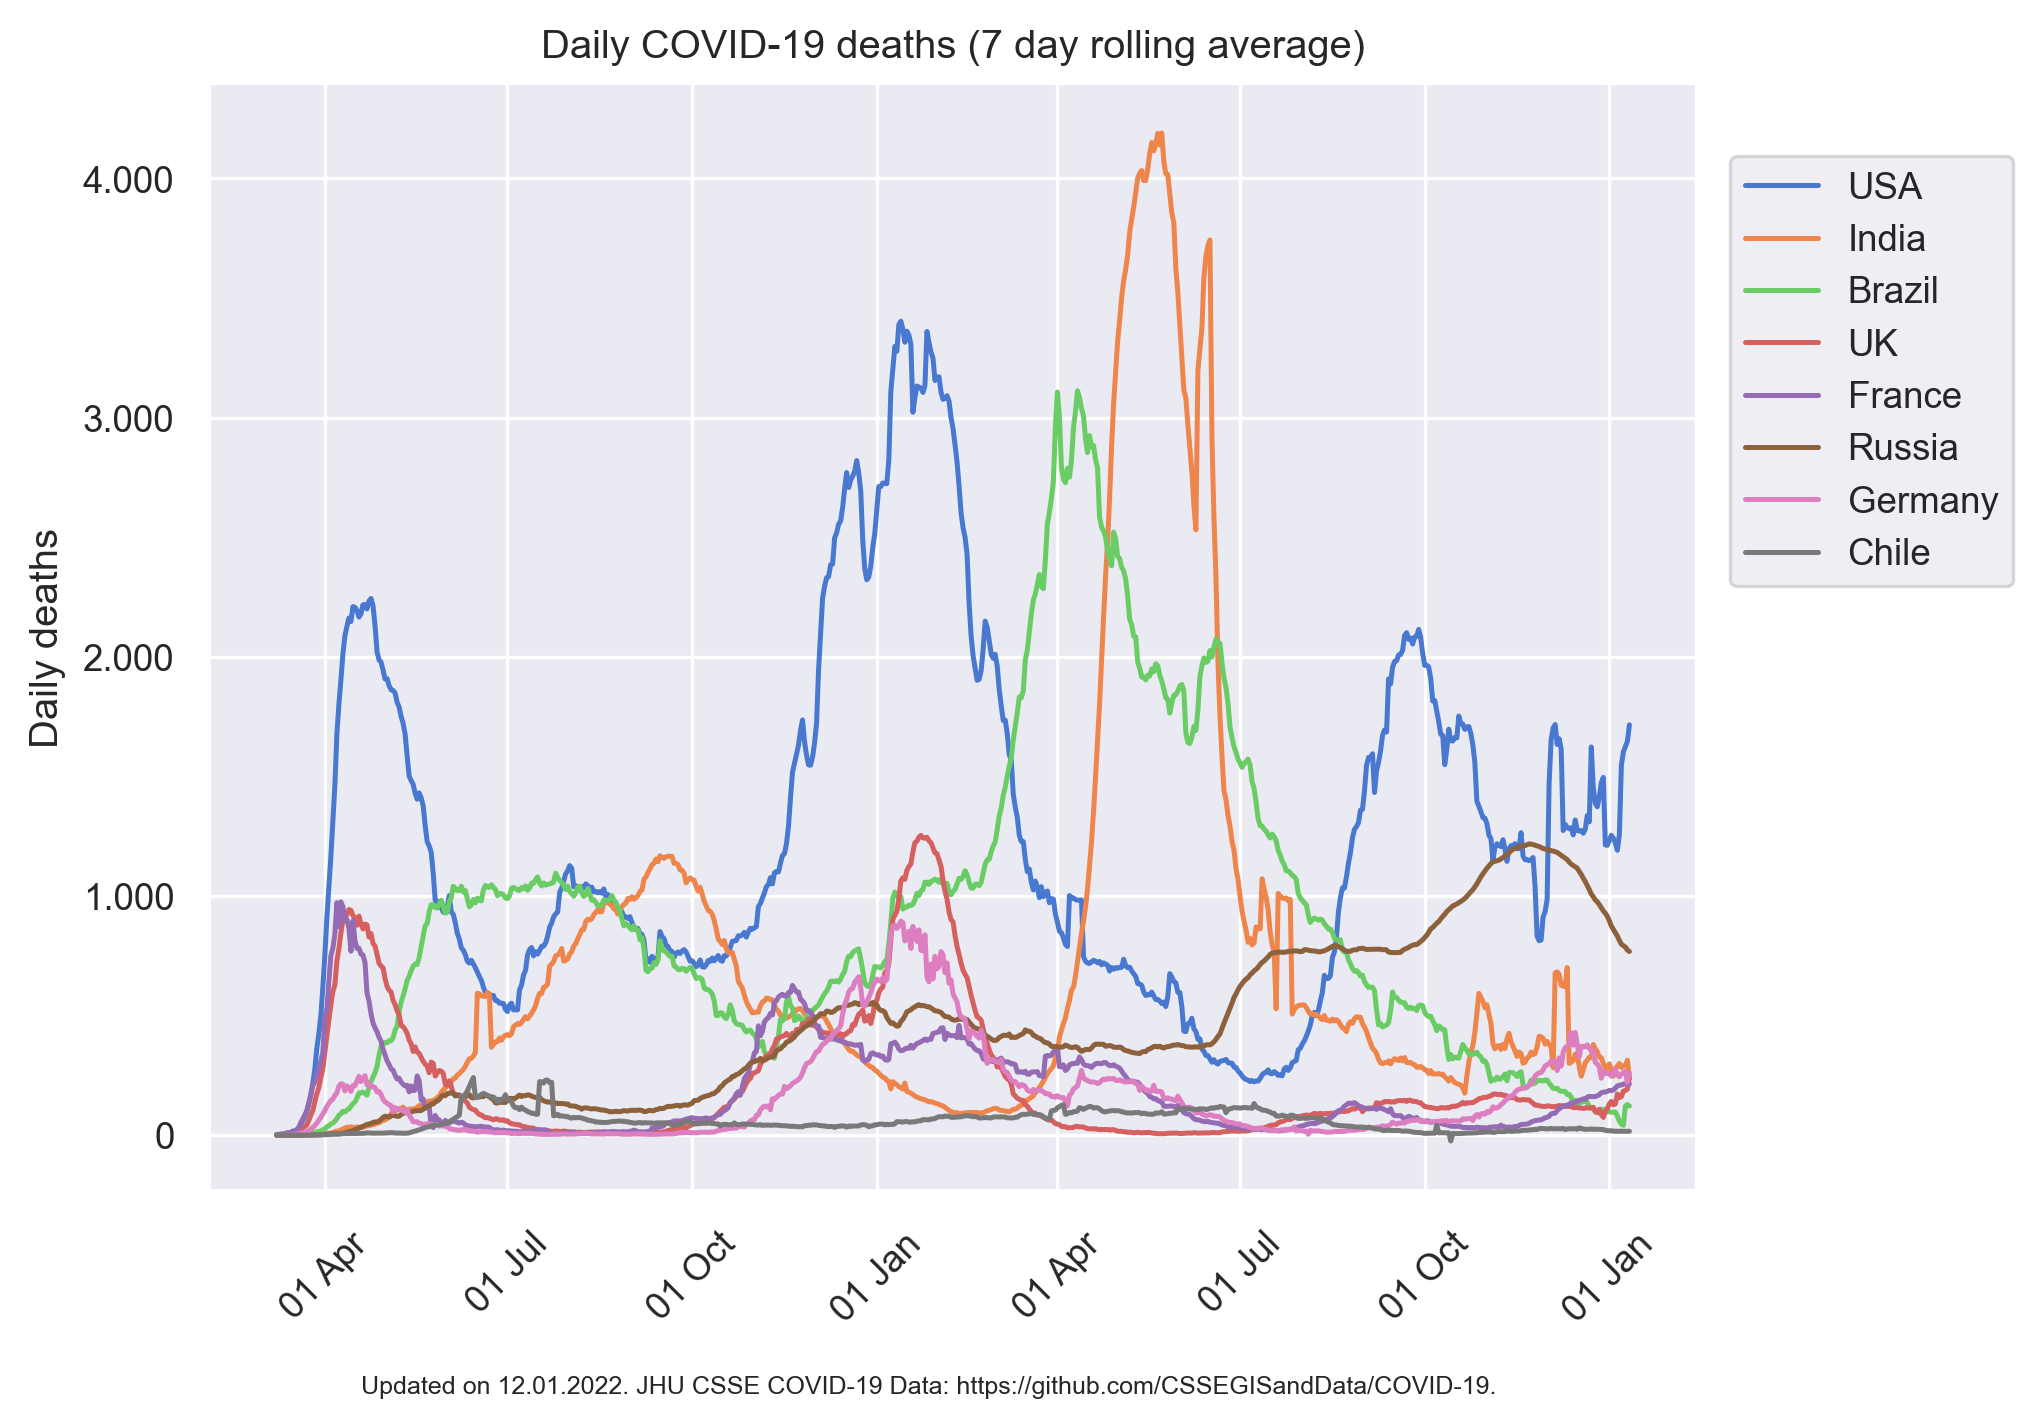 Daily COVID-19 deaths (7 day rolling average)
4.000
3.000
2.000
1.000
0
Daily deaths
USA
India
Brazil
UK
France
Russia
Germany
Chile
01 Apr
01 Jul
01 Oct
01 Jan
01 Apr
01 Jul
01 Oct
01 Jan
Updated on 12.01.2022. JHU CSSE COVID-19 Data: https://github.com/CSSEGISandData/COVID-19.